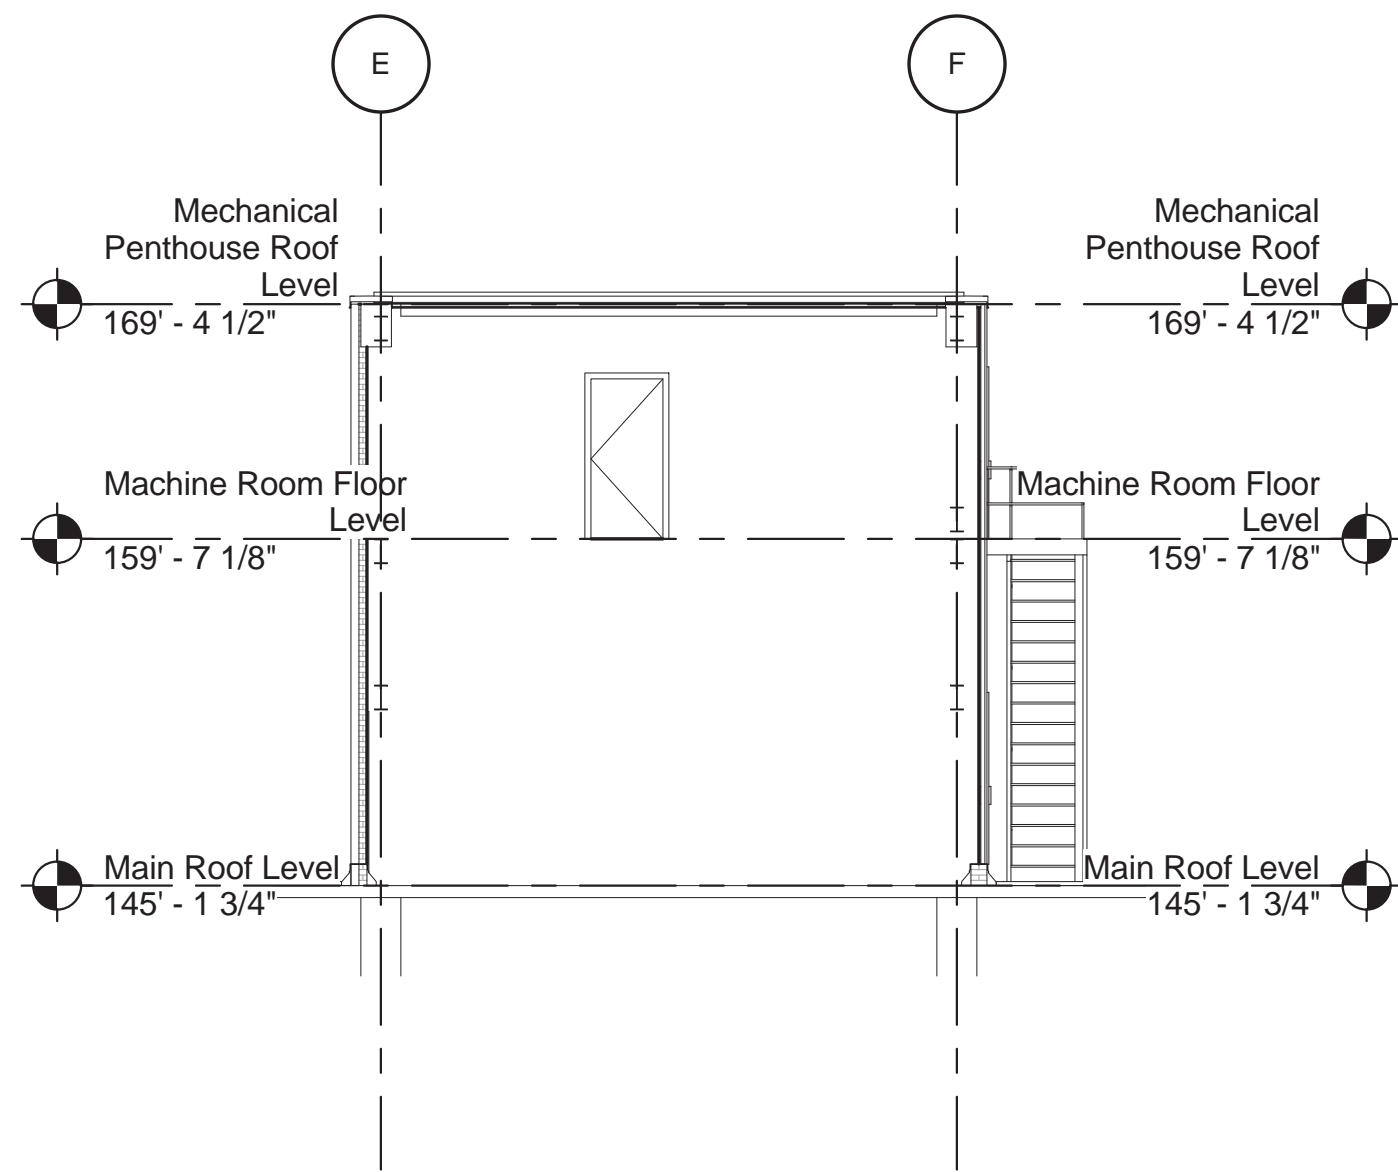 E
F
Mechanical
Penthouse Roof
Level
169' - 4 1/2"
Mechanical
Penthouse Roof
Level
169' - 4 1/2"
Machine Room Floor
Level
159' - 7 1/8"
Machine Room Floor
Level
159' - 7 1/8"
Main Roof Level
145' - 1 3/4"
Main Roof Level
145' - 1 3/4"